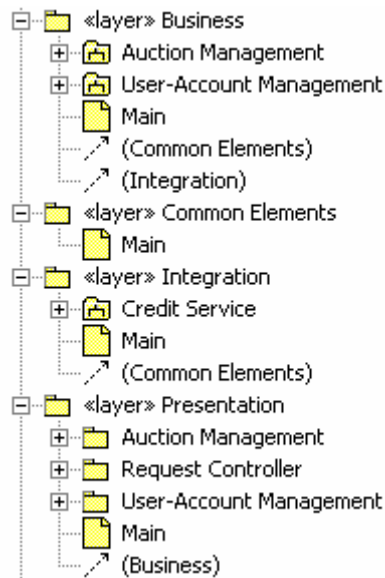 «layer» Business
Auction Management
User-Account Management
Main
(Common Elements)
(Integration)
«layer» Common Elements
Main
«layer» Integration
Credit Service
Main
(Common Elements)
«layer» Presentation
Auction Management
Request Controller
User-Account Management
Main
(Business)